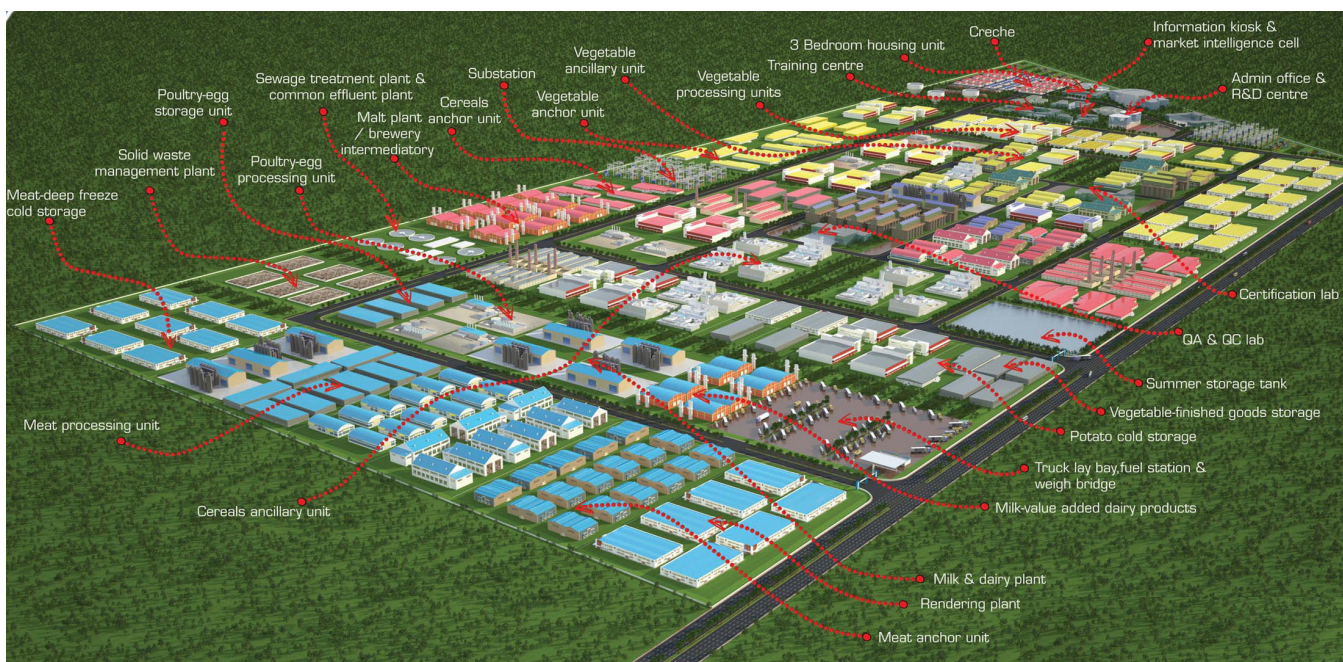 Information kiosk &
market intelligence cell
Creche
3 Bedroom housing unit
Training centre
Admin office &
R&D centre
Vegetable
ancillary unit
Vegetable
processing units
Substation
Vegetable
anchor unit
Sewage treatment plant &
common effluent plant
Cereals
anchor unit
Malt plant
/ brewery
intermediatory
Poultry-egg
storage unit
Poultry-egg
processing unit
Solid waste
management plant
Meat-deep freeze
cold storage
Certification lab
QA & QC lab
Summer storage tank
Vegetable-finished goods storage
Potato cold storage
Meat processing unit
Truck lay bay,fuel station &
weigh bridge
Cereals ancillary unit
Milk-value added dairy products
Milk & dairy plant
Rendering plant
Meat anchor unit